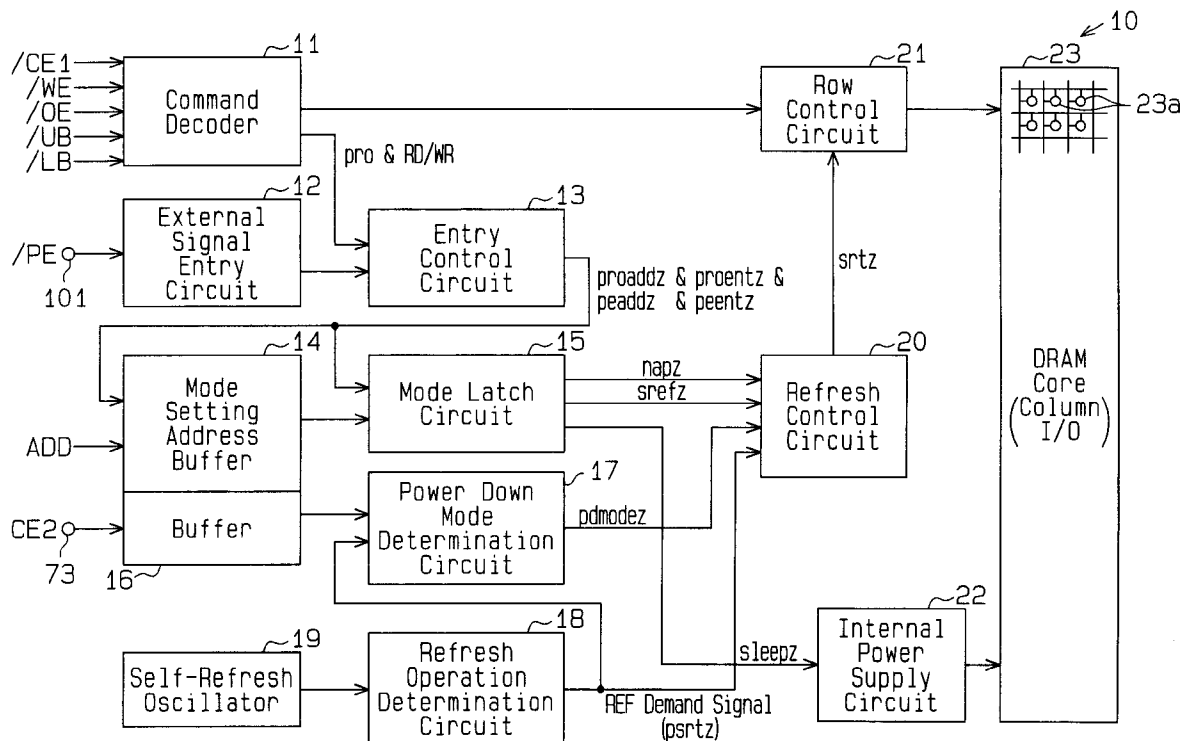 10
11
/CE1
/WE
/OE
/UB
/LB
Command
Decoder
21
Row
Control
Circuit
23
23a
pro & RD/WR
12
External
Signal
Entry
Circuit
/PE
101
13
Entry
Control
Circuit
proaddz & proentz &
peaddz & peentz
srtz
14
Mode
Setting
Address
Buffer
ADD
15
Mode Latch
Circuit
napz
srefz
20
Refresh
Control
Circuit
DRAM
Core
(Column
I/O)
CE2
73
Buffer
16
17
Power Down
Mode
Determination
Circuit
pdmodez
19
Self-Refresh
Oscillator
18
Refresh
Operation
Determination
Circuit
sleepz
REF Demand Signal
(psrtz)
22
Internal
Power
Supply
Circuit